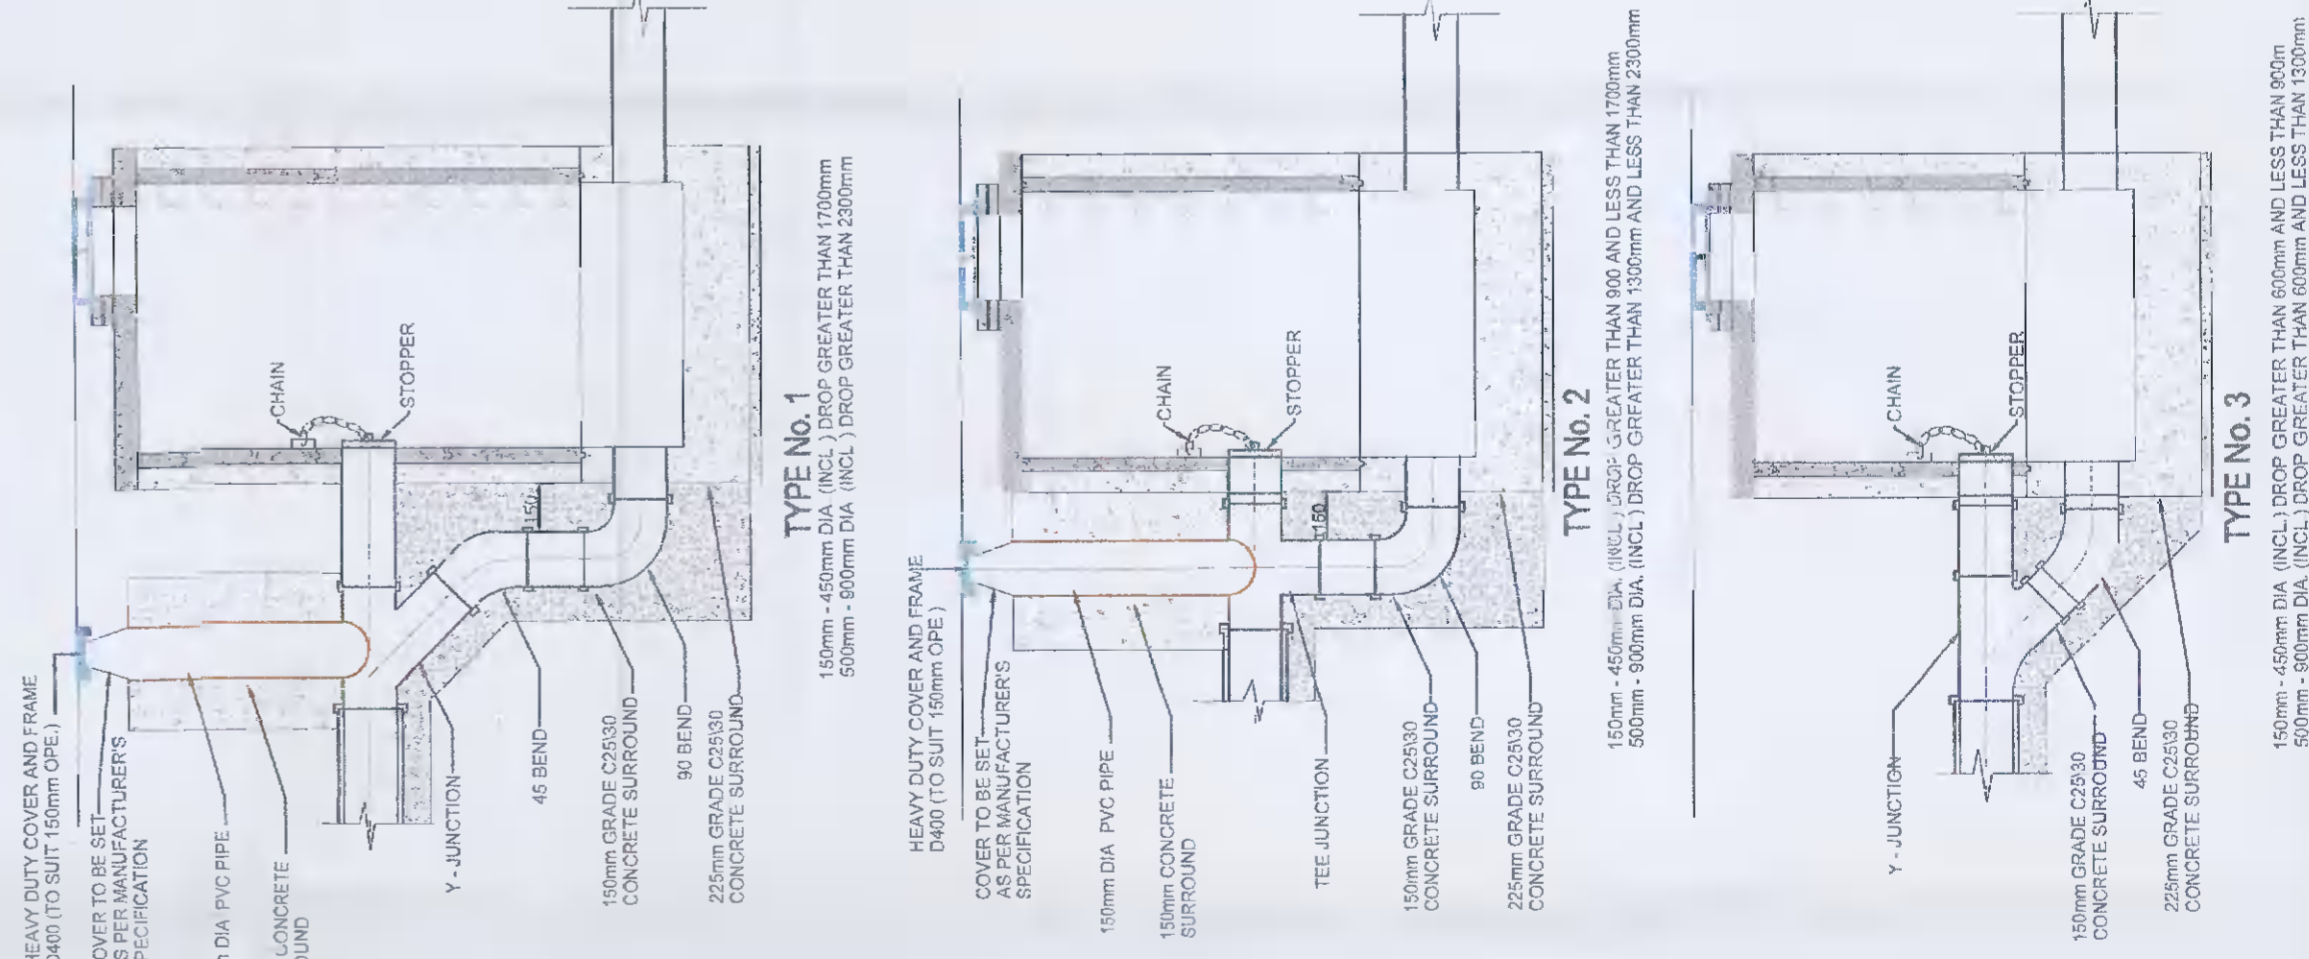 HEAVY DUTY COVER AND FRAME
D400 (TO SUIT 150mm OPE.)
OVER TO BE SET
S PER MANUFACTURER'S
PECIFICATION
DIA PVC PIPE
CONCRETE
OUND
Y - JUNCTION
45 BEND
150mm GRADE C25\30
CONCRETE SURROUND
90 BEND
225mm GRADE C25\30
CONCRETE SURROUND
CHAIN
STOPPER
150
TYPE No. 1
150mm - 450mm DIA (INCL ) DROP GREATER THAN 1700mm
500mm - 900mm DIA (INCL ) DROP GREATER THAN 2300mm
HEAVY DUTY COVER AND FRAME
D400 (TO SUIT 150mm OPE )
COVER TO BE SET
AS PER MANUFACTURER'S
SPECIFICATION
150mm DIA PVC PIPE
150mm CONCRETE
SURROUND
TEE JUNCTION
150mm GRADE C25\30
CONCRETE SURROUND
90 BEND
225mm GRADE C25\30
CONCRETE SURROUND
CHAIN
STOPPER
150
TYPE No. 2
150mm - 450mm DIA. (INCL ) DROP GREATER THAN 900 AND LESS THAN 1700mm
500mm - 900mm DIA. (INCL ) DROP GREATER THAN 1300mm AND LESS THAN 2300mm
Y - JUNCTION
150mm GRADE C25\30
CONCRETE SURROUND
45 BEND
225mm GRADE C25\30
CONCRETE SURROUND
CHAIN
STOPPER
TYPE No. 3
150mm - 450mm DIA (INCL.) DROP GREATER THAN 600mm AND LESS THAN 900m
500mm - 900mm DIA. (INCL ) DROP GREATER THAN 600mm AND LESS THAN 1300mm